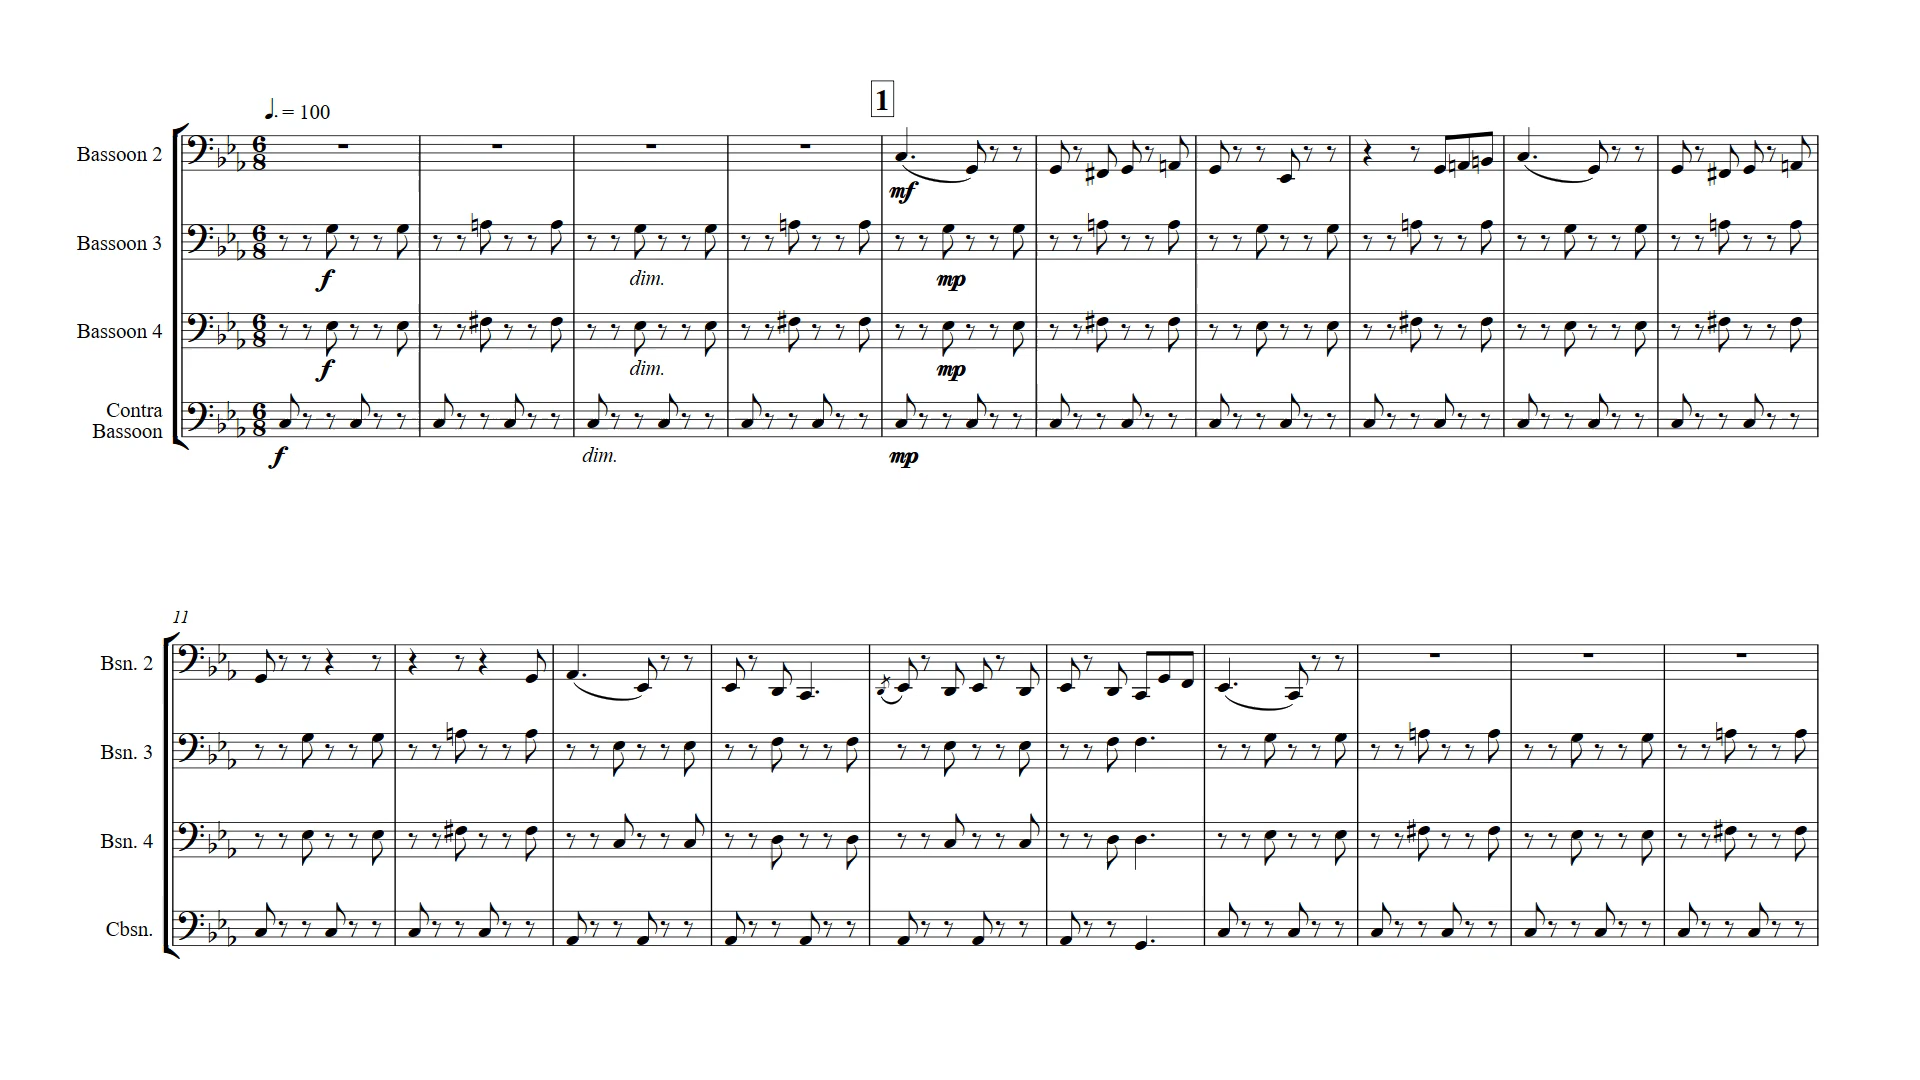 1
♩. = 100
Bassoon 2
mf
Bassoon 3
f dim. mp
Bassoon 4
f dim. mp
Contra
Bassoon
f dim. mp
11
Bsn. 2
Bsn. 3
Bsn. 4
Cbsn.